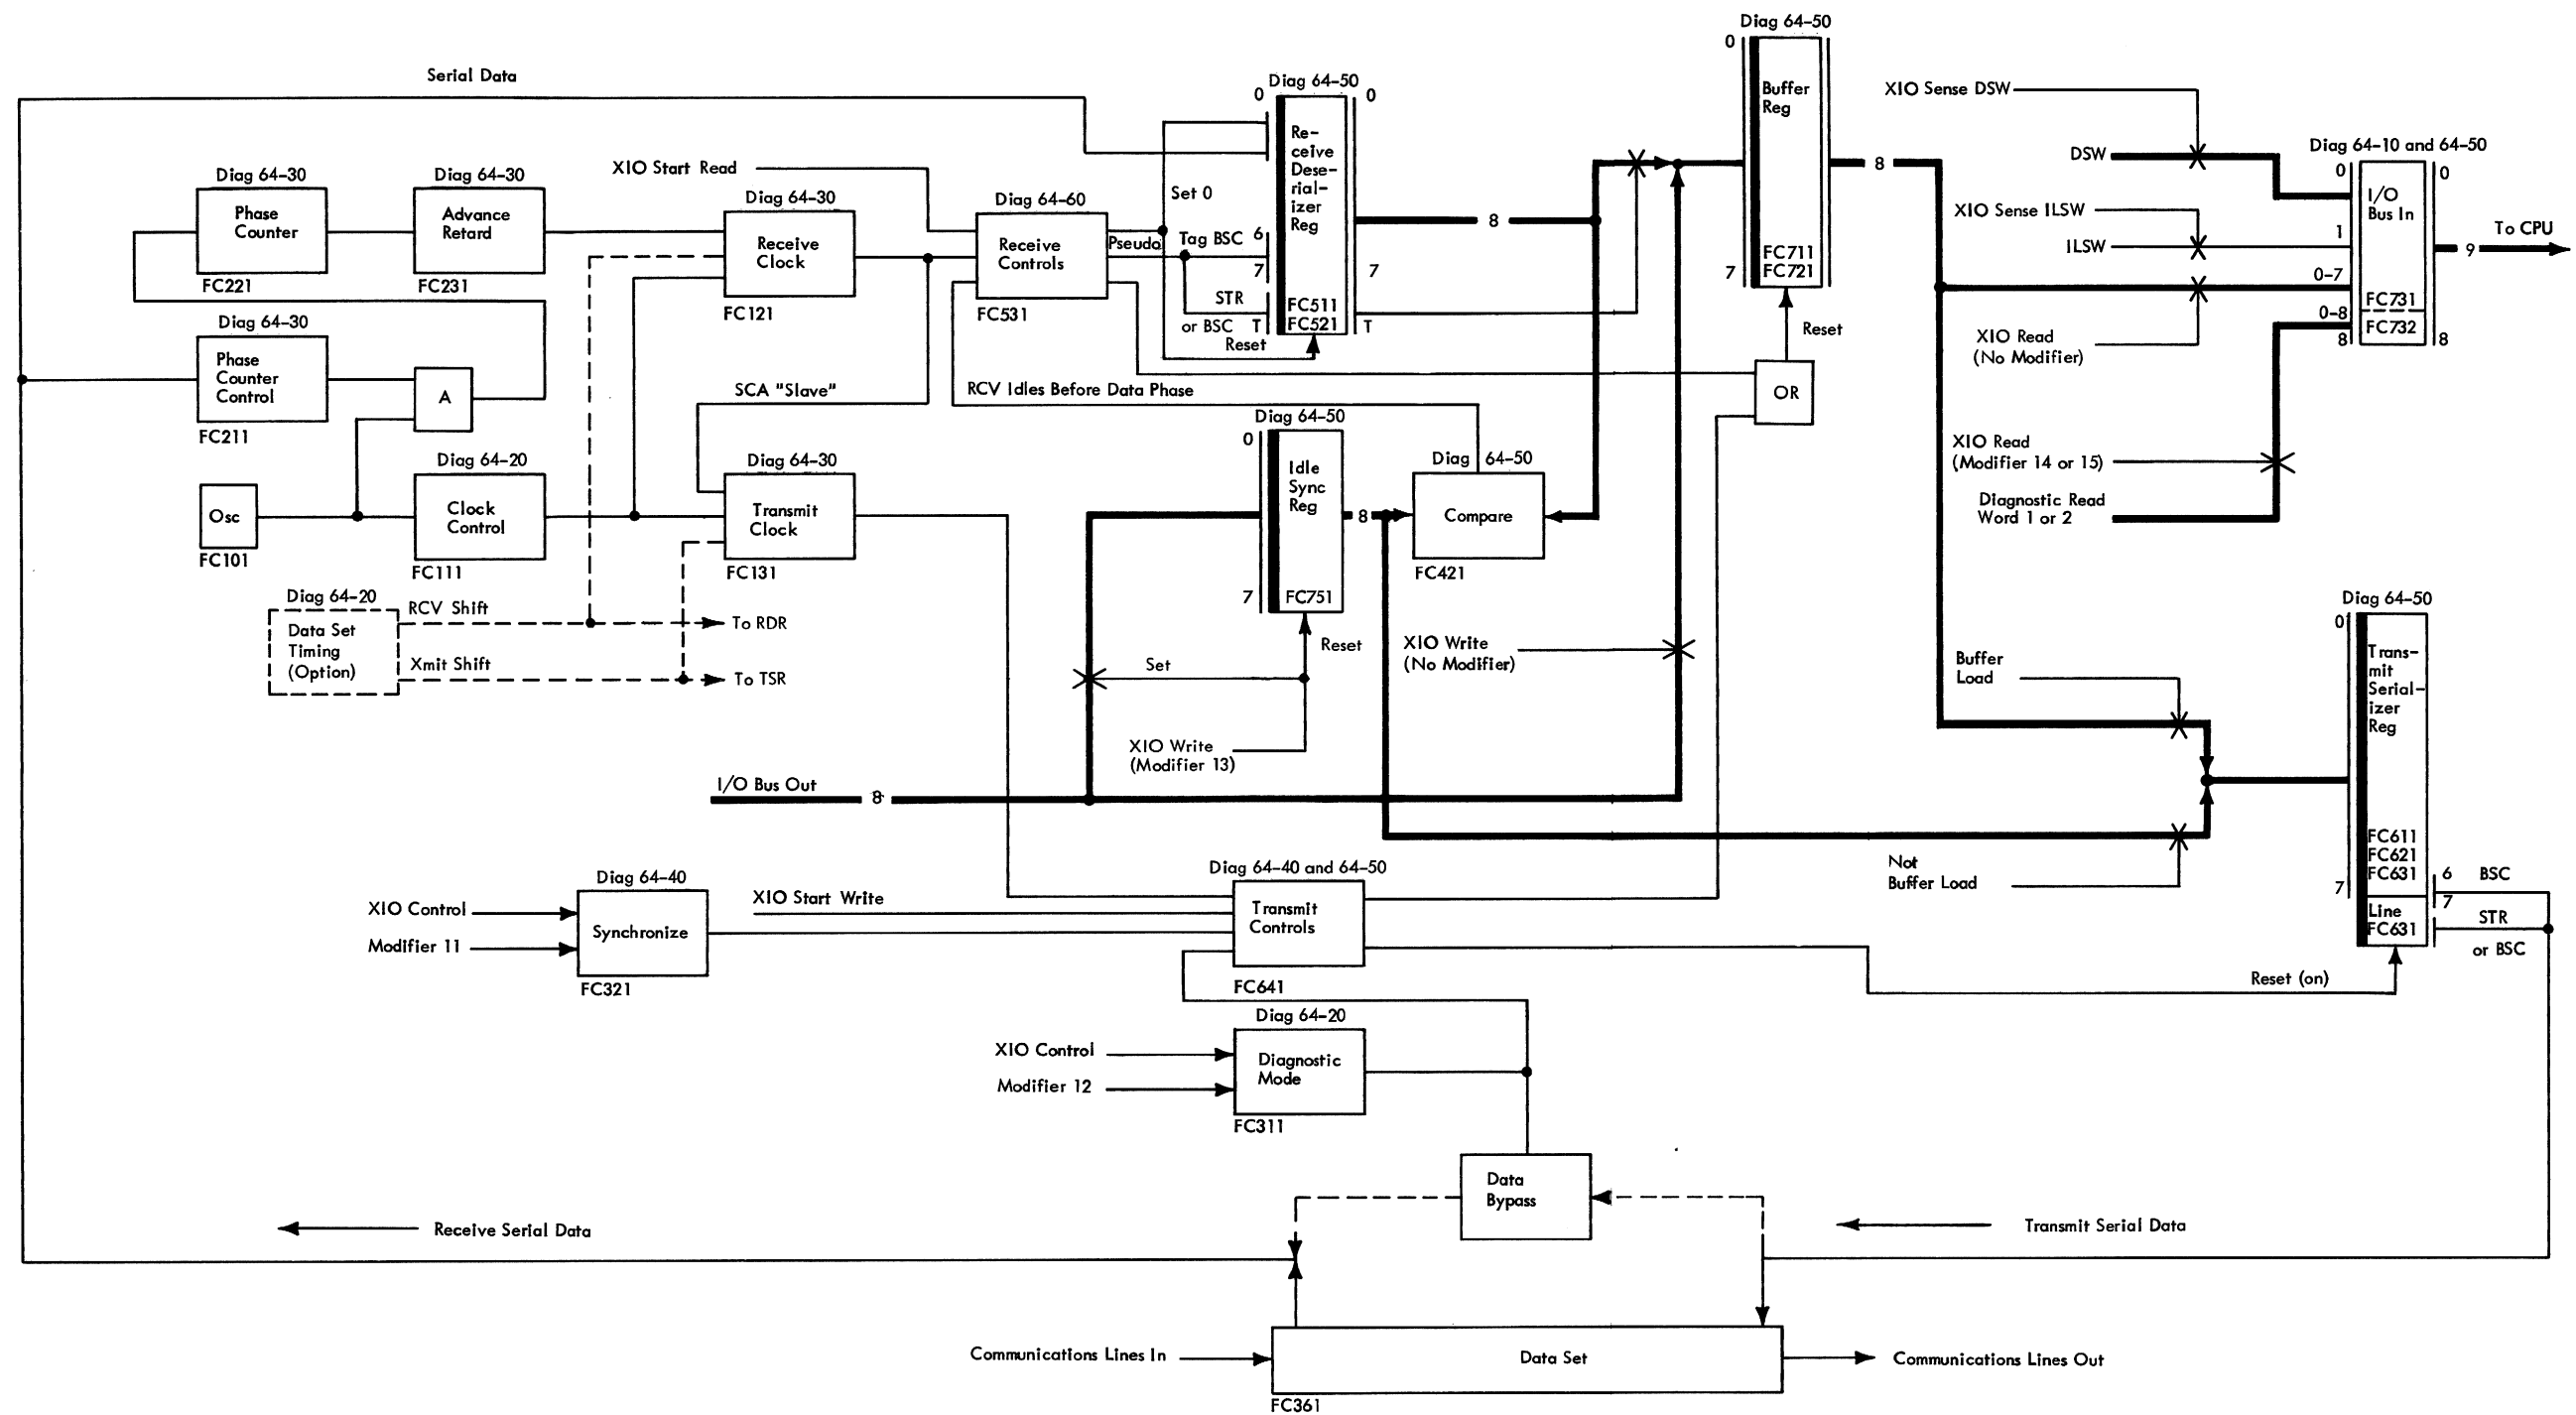 Diag 64-50
0
Buffer
Reg
FC711
FC721
7
8
Reset
OR
Serial Data
Diag 64-50
0
0
Re-
ceive
Dese-
rial-
izer
Reg
FC511
FC521
6
7
T
7
T
8
Set 0
Pseudo
Tag BSC
STR
or BSC
Reset
XIO Sense DSW
DSW
XIO Sense ILSW
ILSW
XIO Read
(No Modifier)
XIO Read
(Modifier 14 or 15)
Diagnostic Read
Word 1 or 2
Diag 64-10 and 64-50
0
0
I/O
Bus In
1
0-7
0-8
8
FC731
FC732
8
To CPU
9
Diag 64-30
Phase
Counter
FC221
Diag 64-30
Advance
Retard
FC231
XIO Start Read
Diag 64-30
Receive
Clock
FC121
Diag 64-60
Receive
Controls
FC531
Diag 64-30
Phase
Counter
Control
FC211
A
SCA "Slave"
RCV Idles Before Data Phase
Osc
FC101
Diag 64-20
Clock
Control
FC111
Diag 64-30
Transmit
Clock
FC131
Diag 64-50
0
Idle
Sync
Reg
7
FC751
8
Diag 64-50
Compare
FC421
Diag 64-20
Data Set
Timing
(Option)
RCV Shift
To RDR
Xmit Shift
To TSR
Reset
Set
XIO Write
(Modifier 13)
XIO Write
(No Modifier)
I/O Bus Out
8
Buffer
Load
Not
Buffer Load
Diag 64-50
0
Trans-
mit
Serial-
izer
Reg
FC611
FC621
FC631
7
Line
FC631
6
7
BSC
STR
or BSC
Reset (on)
XIO Control
Modifier 11
Diag 64-40
Synchronize
FC321
XIO Start Write
Diag 64-40 and 64-50
Transmit
Controls
FC641
XIO Control
Modifier 12
Diag 64-20
Diagnostic
Mode
FC311
Data
Bypass
Receive Serial Data
Transmit Serial Data
Communications Lines In
Data Set
FC361
Communications Lines Out